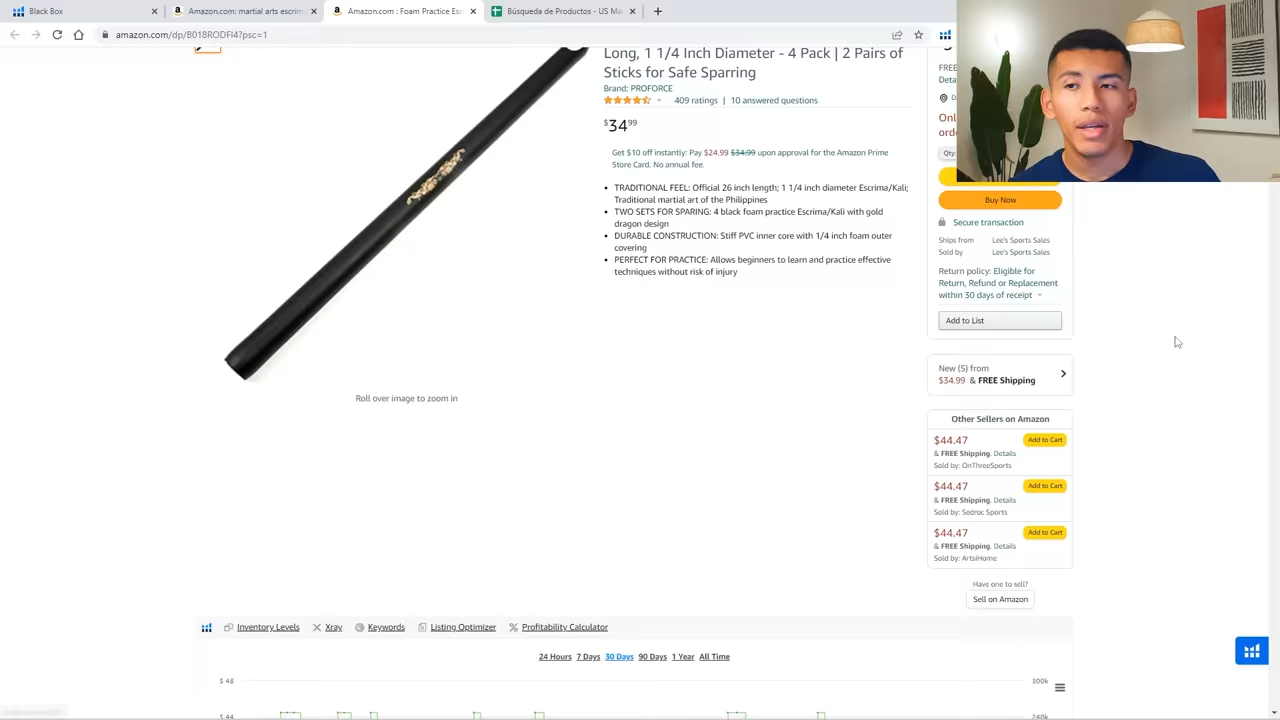 Black Box
Amazon.com: martial arts escrim
Amazon.com : Foam Practice Esc
Búsqueda de Productos - US Ma
amazon.com/dp/B018RODFI4?psc=1
Long, 1 1/4 Inch Diameter - 4 Pack | 2 Pairs of
Sticks for Safe Sparring
Brand: PROFORCE
409 ratings | 10 answered questions
$34 99
Get $10 off instantly: Pay $24.99 $34.99 upon approval for the Amazon Prime
Store Card. No annual fee.
• TRADITIONAL FEEL: Official 26 inch length; 1 1/4 inch diameter Escrima/Kali;
Traditional martial art of the Philippines
• TWO SETS FOR SPARING: 4 black foam practice Escrima/Kali with gold
dragon design
• DURABLE CONSTRUCTION: Stiff PVC inner core with 1/4 inch foam outer
covering
• PERFECT FOR PRACTICE: Allows beginners to learn and practice effective
techniques without risk of injury
Roll over image to zoom in
FREE
Deta
Onl
orde
Qty:
Buy Now
Secure transaction
Ships from Lee's Sports Sales
Sold by Lee's Sports Sales
Return policy: Eligible for
Return, Refund or Replacement
within 30 days of receipt
Add to List
New (5) from
$34.99 & FREE Shipping
Other Sellers on Amazon
$44.47 Add to Cart
& FREE Shipping. Details
Sold by: OnThreeSports
$44.47 Add to Cart
& FREE Shipping. Details
Sold by: Sedroc Sports
$44.47 Add to Cart
& FREE Shipping. Details
Sold by: ArtsiHome
Have one to sell?
Sell on Amazon
Inventory Levels Xray Keywords Listing Optimizer Profitability Calculator
24 Hours 7 Days 30 Days 90 Days 1 Year All Time
$ 48 300k
$ 44 240k